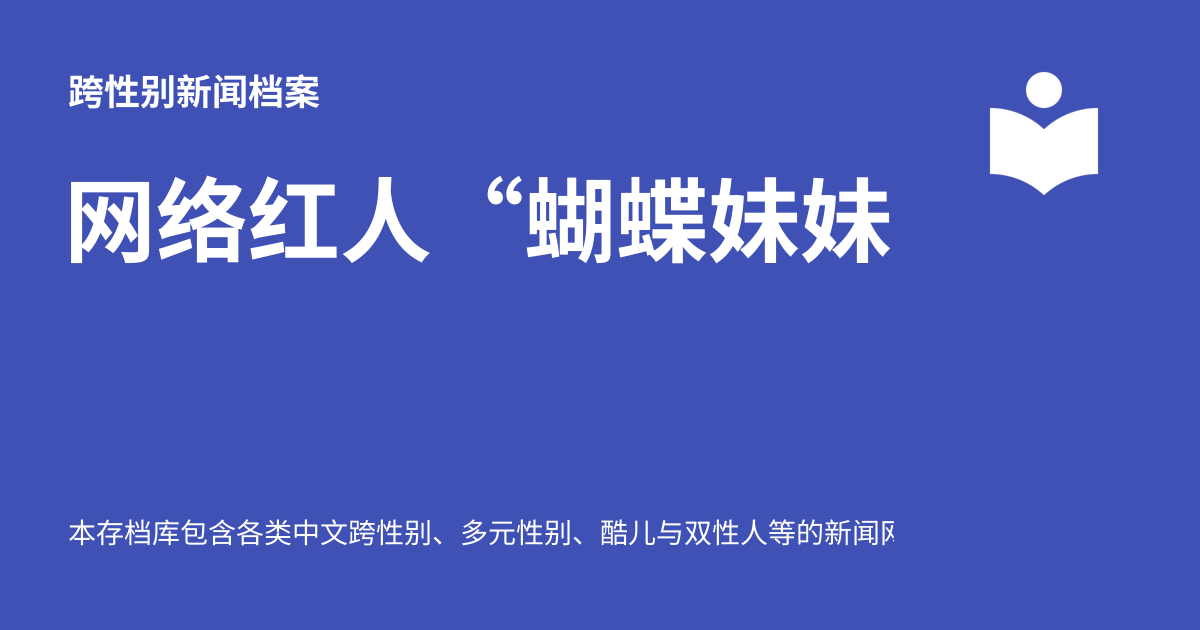 跨性别新闻档案
网络红人“蝴蝶妹妹
本存档库包含各类中文跨性别、多元性别、酷儿与双性人等的新闻